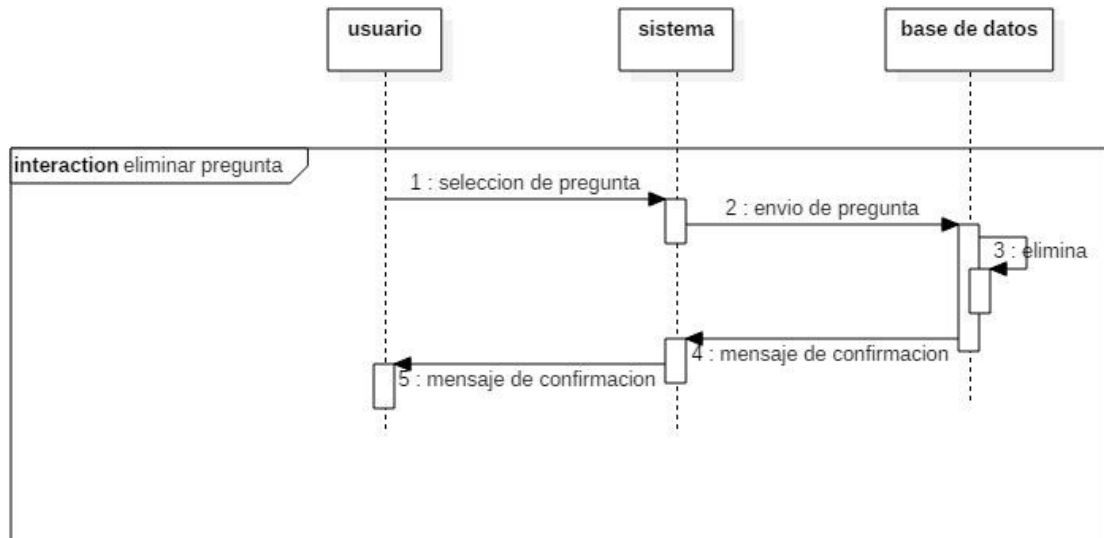 usuario
sistema
base de datos
interaction eliminar pregunta
1 : seleccion de pregunta
2 : envio de pregunta
3 : elimina
4 : mensaje de confirmacion
5 : mensaje de confirmacion